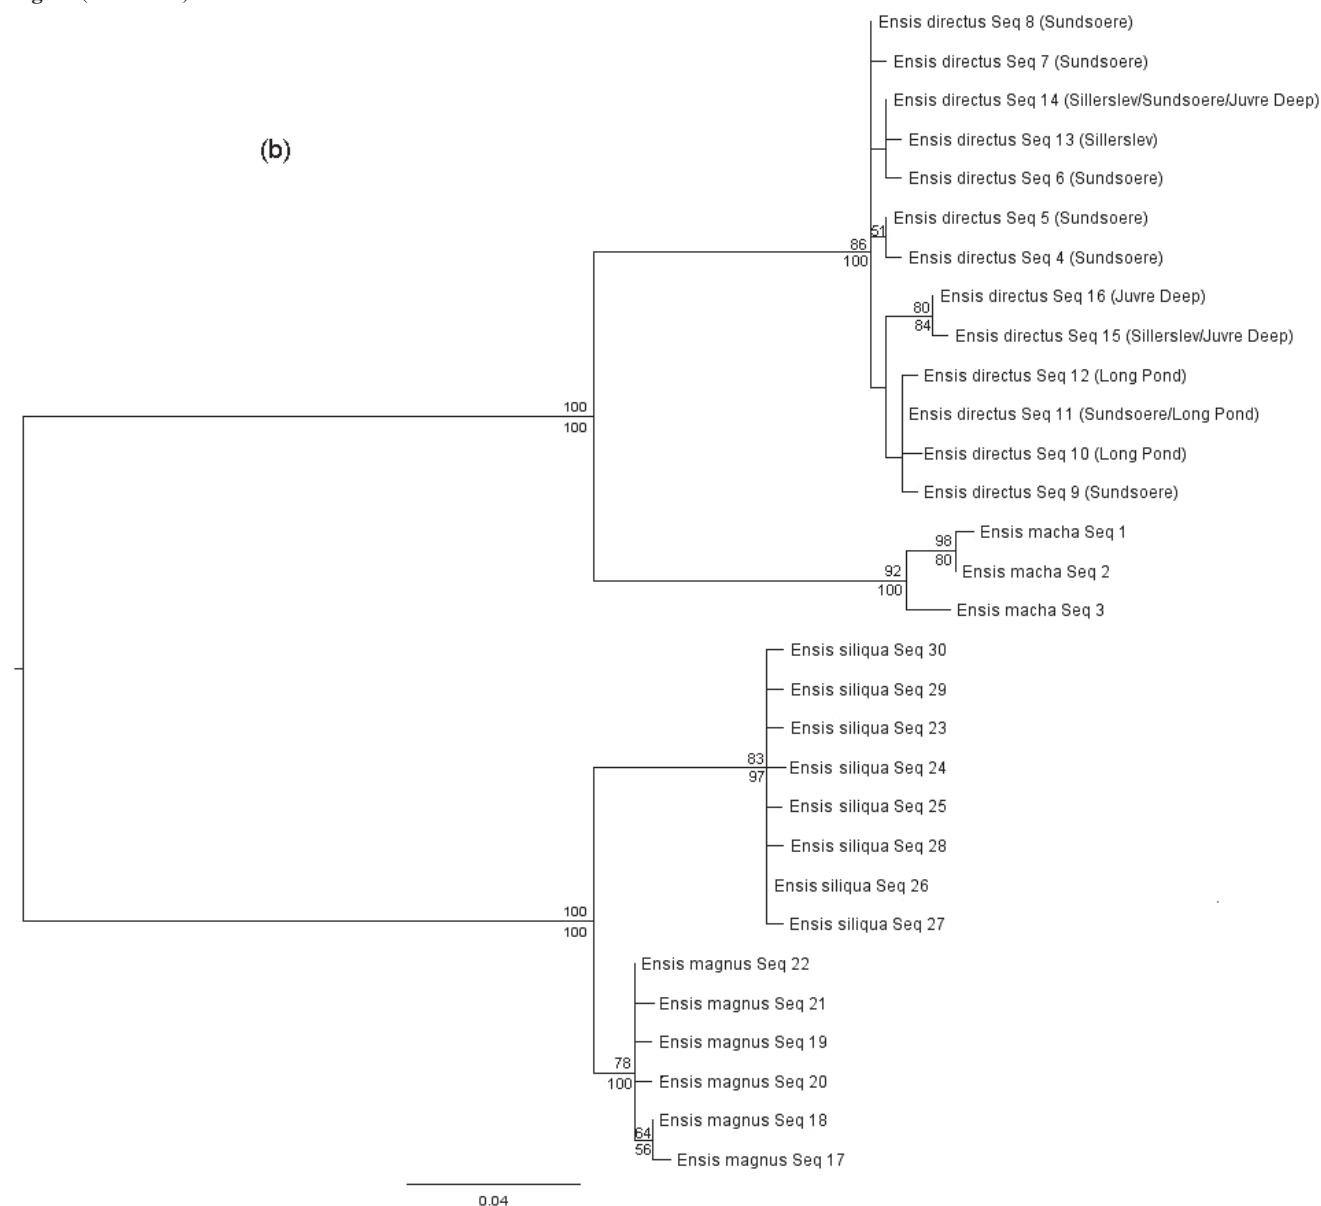 Ensis directus Seq 8 (Sundsoere)
Ensis directus Seq 7 (Sundsoere)
Ensis directus Seq 14 (Sillerslev/Sundsoere/Juvre Deep)
(b)
Ensis directus Seq 13 (Sillerslev)
Ensis directus Seq 6 (Sundsoere)
Ensis directus Seq 5 (Sundsoere)
51
86
100
Ensis directus Seq 4 (Sundsoere)
Ensis directus Seq 16 (Juvre Deep)
80
84
Ensis directus Seq 15 (Sillerslev/Juvre Deep)
Ensis directus Seq 12 (Long Pond)
100
100
Ensis directus Seq 11 (Sundsoere/Long Pond)
Ensis directus Seq 10 (Long Pond)
Ensis directus Seq 9 (Sundsoere)
Ensis macha Seq 1
98
80
Ensis macha Seq 2
92
100
Ensis macha Seq 3
Ensis siliqua Seq 30
Ensis siliqua Seq 29
Ensis siliqua Seq 23
83
97
Ensis siliqua Seq 24
Ensis siliqua Seq 25
Ensis siliqua Seq 28
Ensis siliqua Seq 26
100
100
Ensis siliqua Seq 27
Ensis magnus Seq 22
Ensis magnus Seq 21
Ensis magnus Seq 19
78
100
Ensis magnus Seq 20
Ensis magnus Seq 18
64
56
Ensis magnus Seq 17
0.04